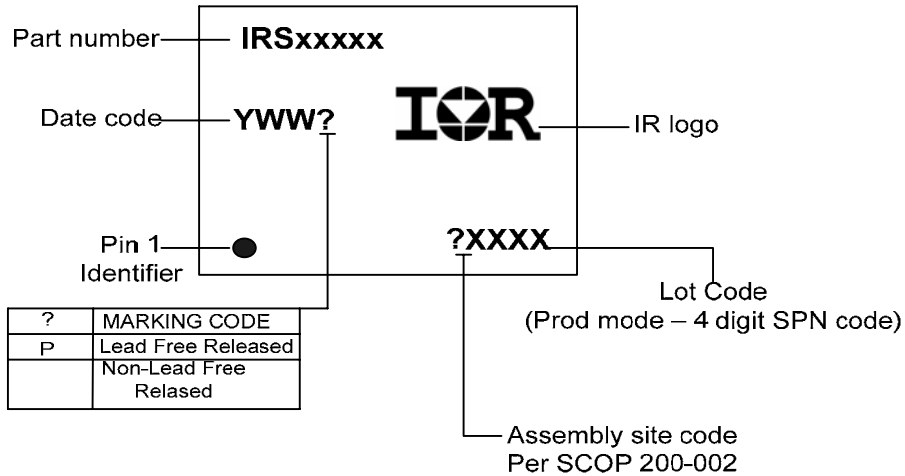 Part number
IRSxxxxx
Date code
YWW?
IOR
IR logo
Pin 1
Identifier
?XXXX
Lot Code
(Prod mode – 4 digit SPN code)
? MARKING CODE
P Lead Free Released
Non-Lead Free
Relased
Assembly site code
Per SCOP 200-002